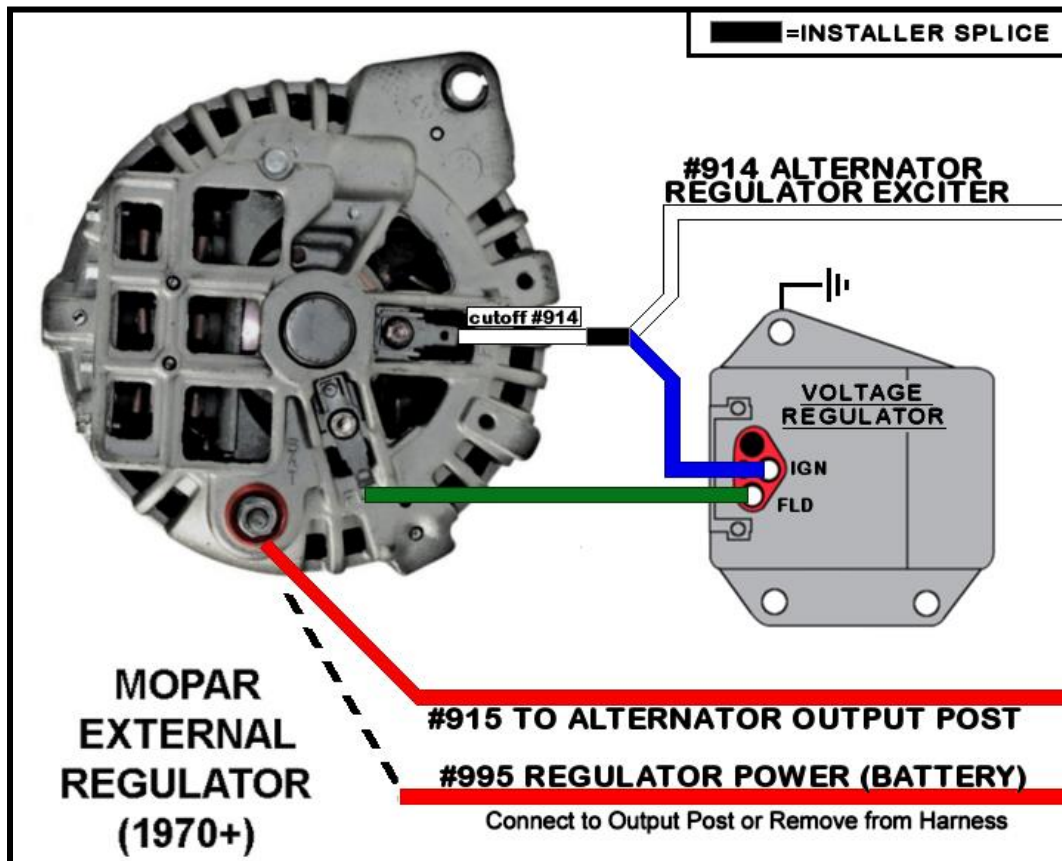 =INSTALLER SPLICE
#914 ALTERNATOR
REGULATOR EXCITER
cutoff #914
VOLTAGE
REGULATOR
IGN
FLD
MOPAR
EXTERNAL
REGULATOR
(1970+)
#915 TO ALTERNATOR OUTPUT POST
#995 REGULATOR POWER (BATTERY)
Connect to Output Post or Remove from Harness